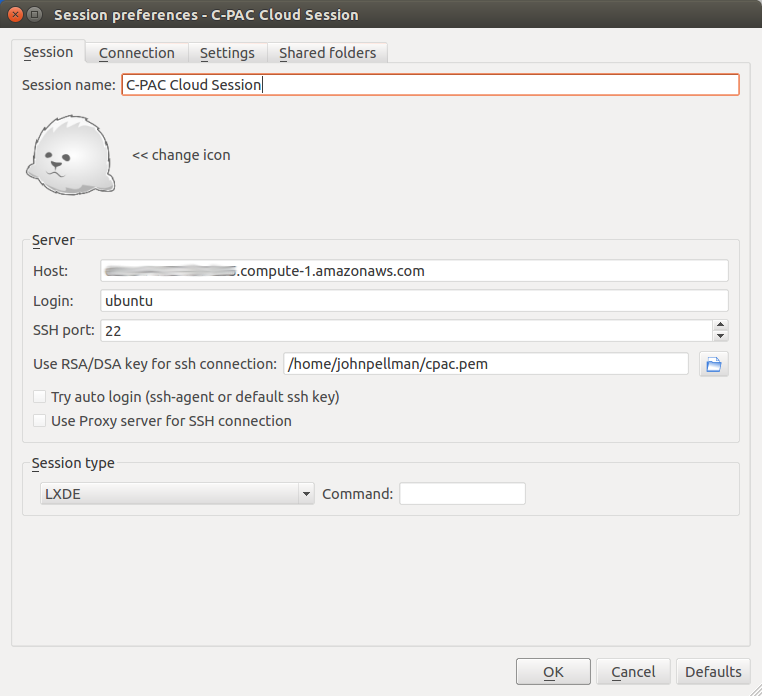 Session preferences - C-PAC Cloud Session
Session Connection Settings Shared folders
Session name: C-PAC Cloud Session
<< change icon
Server
Host: .compute-1.amazonaws.com
Login: ubuntu
SSH port: 22
Use RSA/DSA key for ssh connection: /home/johnpellman/cpac.pem
Try auto login (ssh-agent or default ssh key)
Use Proxy server for SSH connection
Session type
LXDE Command:
OK Cancel Defaults